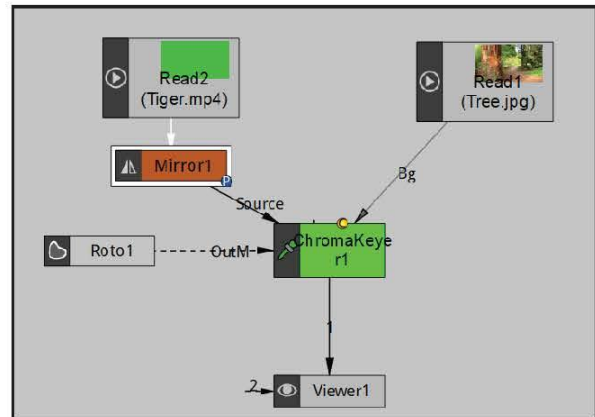 Read2
(Tiger.mp4)
Read1
(Tree.jpg)
Mirror1
P
Bg
Source
Roto1
OutM
ChromaKeye
r1
1
2
Viewer1